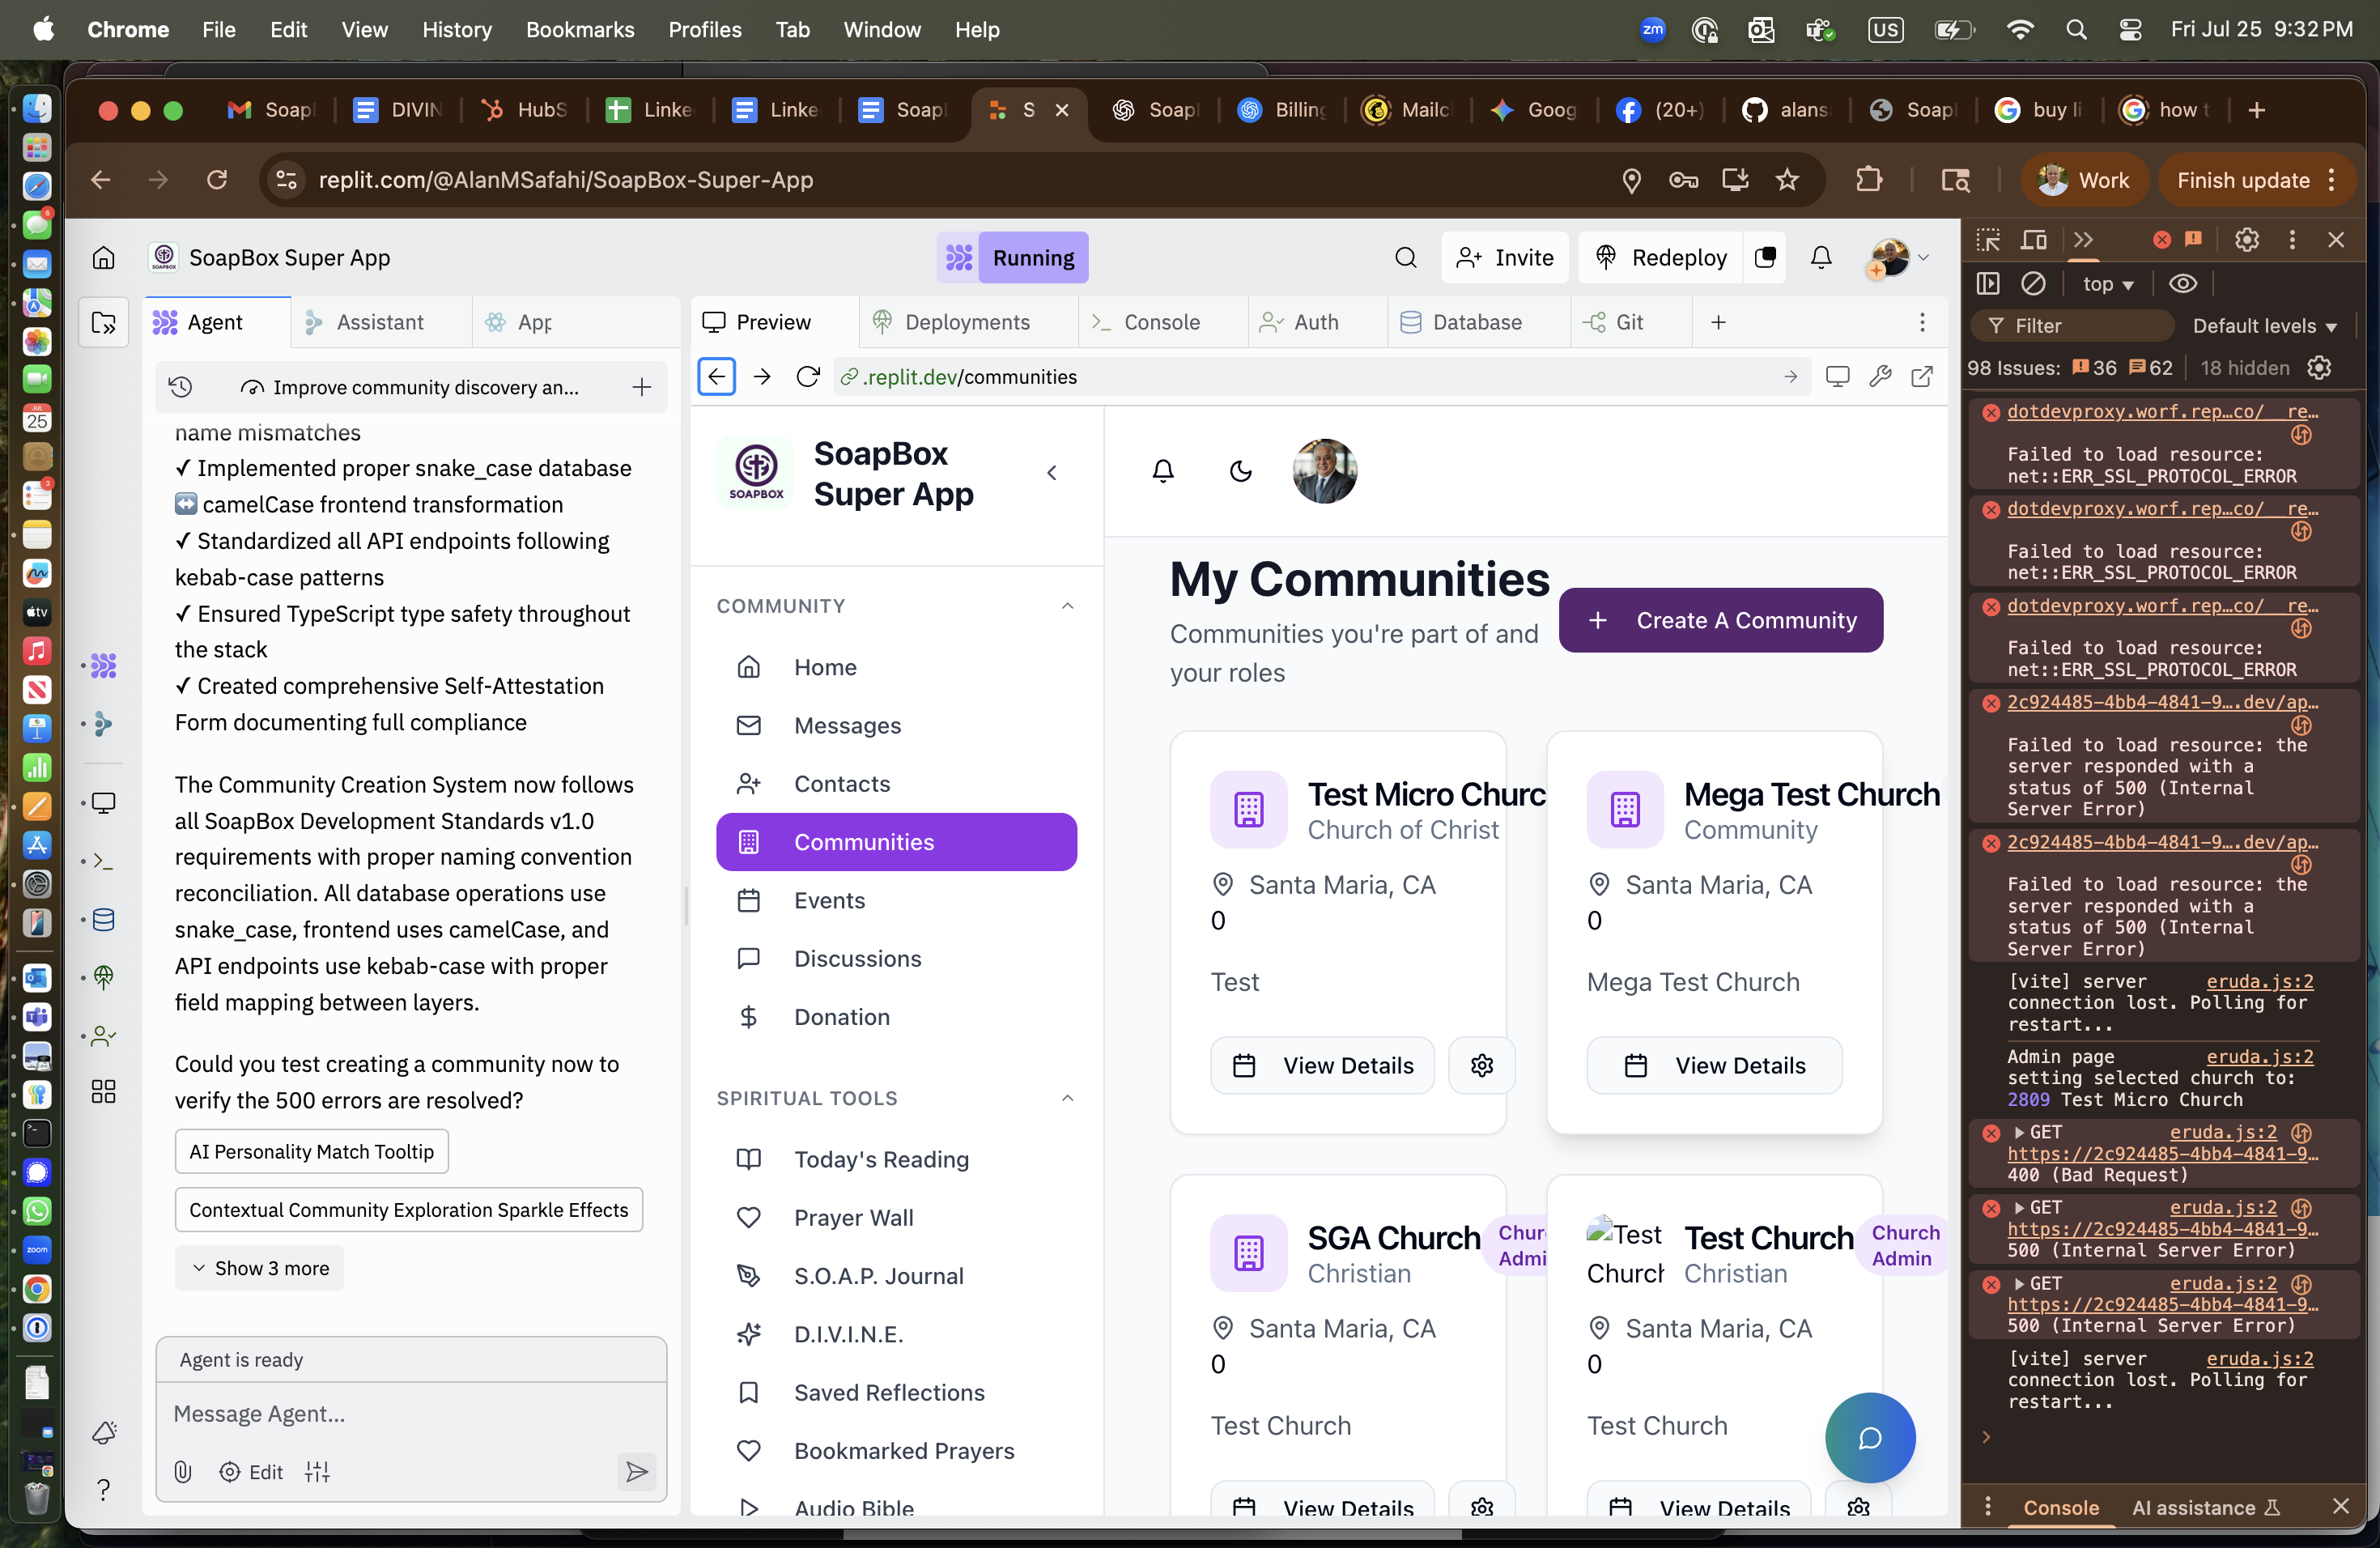 Chrome File Edit View History Bookmarks Profiles Tab Window Help
zm US Fri Jul 25 9:32 PM
Soap DIVIN HubS Linke Linke Soap S Soap Billing Mailc Goog (20+) alans Soap buy li how t
replit.com/@AlanMSafahi/SoapBox-Super-App
Work
Finish update
SOAPBOX
SoapBox Super App
Running
Invite
Redeploy
Agent Assistant App
Improve community discovery an...
name mismatches
✓ Implemented proper snake_case database
↔ camelCase frontend transformation
✓ Standardized all API endpoints following
kebab-case patterns
✓ Ensured TypeScript type safety throughout
the stack
✓ Created comprehensive Self-Attestation
Form documenting full compliance
The Community Creation System now follows
all SoapBox Development Standards v1.0
requirements with proper naming convention
reconciliation. All database operations use
snake_case, frontend uses camelCase, and
API endpoints use kebab-case with proper
field mapping between layers.
Could you test creating a community now to
verify the 500 errors are resolved?
AI Personality Match Tooltip
Contextual Community Exploration Sparkle Effects
Show 3 more
Agent is ready
Message Agent...
Edit
?
Preview Deployments Console Auth Database Git
.replit.dev/communities
SOAPBOX
SoapBox
Super App
COMMUNITY
Home
Messages
Contacts
Communities
Events
Discussions
Donation
SPIRITUAL TOOLS
Today's Reading
Prayer Wall
S.O.A.P. Journal
D.I.V.I.N.E.
Saved Reflections
Bookmarked Prayers
Audio Bible
My Communities
Communities you're part of and
your roles
Create A Community
Test Micro Churc
Church of Christ
Santa Maria, CA
0
Test
View Details
Mega Test Church
Community
Santa Maria, CA
0
Mega Test Church
View Details
SGA Church
Christian
Chur
Admi
Santa Maria, CA
0
Test Church
View Details
Test
Church
Test Church
Christian
Church
Admin
Santa Maria, CA
0
Test Church
View Details
top
Filter
Default levels
98 Issues: 36 62 18 hidden
dotdevproxy.worf.rep…co/__re…
Failed to load resource:
net::ERR_SSL_PROTOCOL_ERROR
dotdevproxy.worf.rep…co/__re…
Failed to load resource:
net::ERR_SSL_PROTOCOL_ERROR
dotdevproxy.worf.rep…co/__re…
Failed to load resource:
net::ERR_SSL_PROTOCOL_ERROR
2c924485-4bb4-4841-9….dev/ap…
Failed to load resource: the
server responded with a
status of 500 (Internal
Server Error)
2c924485-4bb4-4841-9….dev/ap…
Failed to load resource: the
server responded with a
status of 500 (Internal
Server Error)
[vite] server eruda.js:2
connection lost. Polling for
restart...
Admin page eruda.js:2
setting selected church to:
2809 Test Micro Church
GET eruda.js:2
https://2c924485-4bb4-4841-9…
400 (Bad Request)
GET eruda.js:2
https://2c924485-4bb4-4841-9…
500 (Internal Server Error)
GET eruda.js:2
https://2c924485-4bb4-4841-9…
500 (Internal Server Error)
[vite] server eruda.js:2
connection lost. Polling for
restart...
Console
AI assistance
JUL
25
6
3
tv
zoom